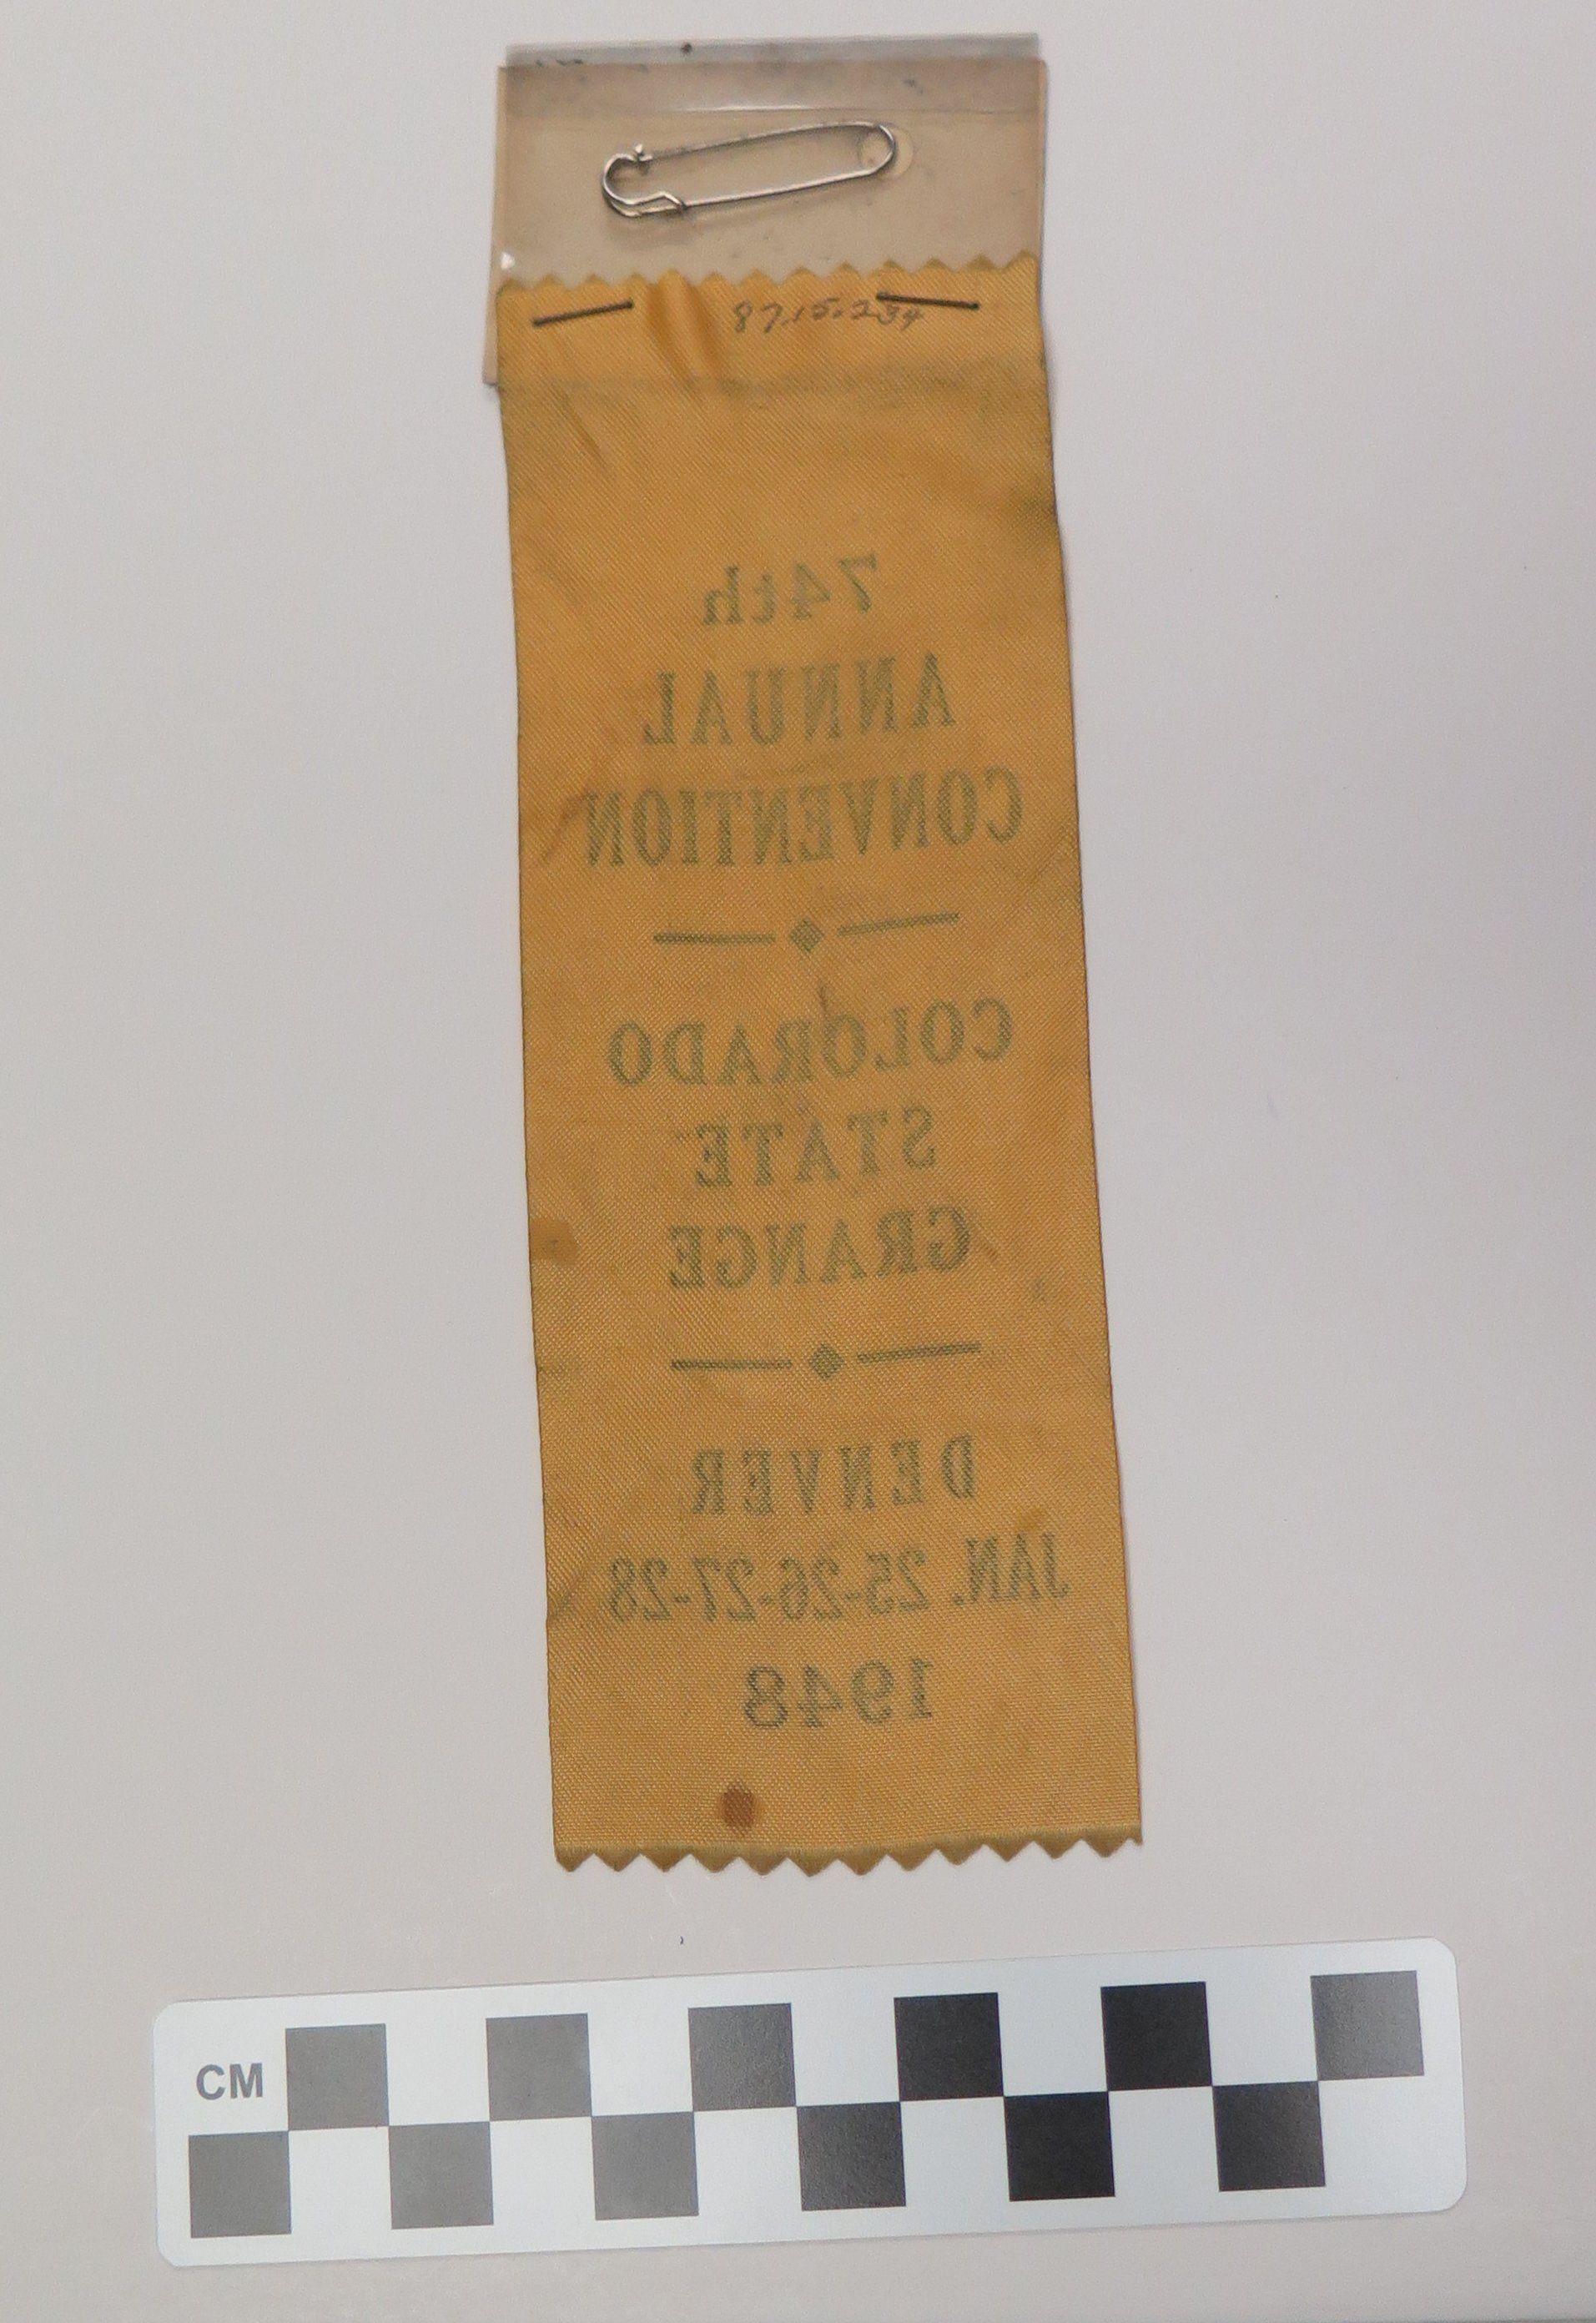 87.15.234
74th
ANNUAL
CONVENTION
COLORADO
STATE
GRANGE
DENVER
JAN. 25-26-27-28
1948
CM